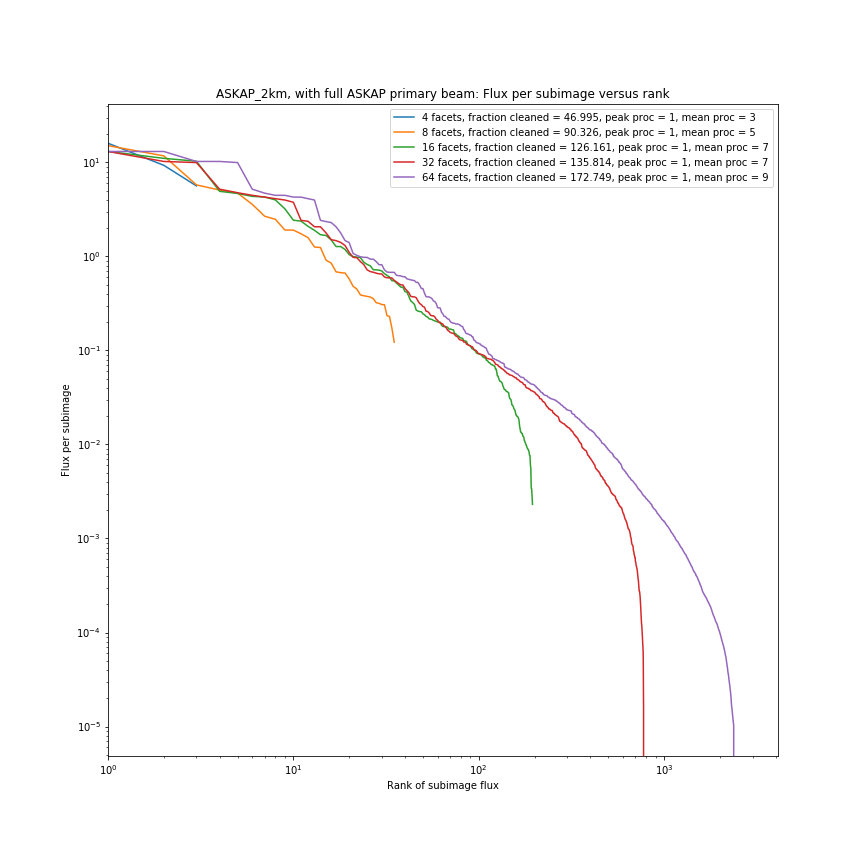 ASKAP_2km, with full ASKAP primary beam: Flux per subimage versus rank
4 facets, fraction cleaned = 46.995, peak proc = 1, mean proc = 3
8 facets, fraction cleaned = 90.326, peak proc = 1, mean proc = 5
16 facets, fraction cleaned = 126.161, peak proc = 1, mean proc = 7
32 facets, fraction cleaned = 135.814, peak proc = 1, mean proc = 7
64 facets, fraction cleaned = 172.749, peak proc = 1, mean proc = 9
Flux per subimage
10¹
10⁰
10⁻¹
10⁻²
10⁻³
10⁻⁴
10⁻⁵
10⁰ 10¹ 10² 10³
Rank of subimage flux